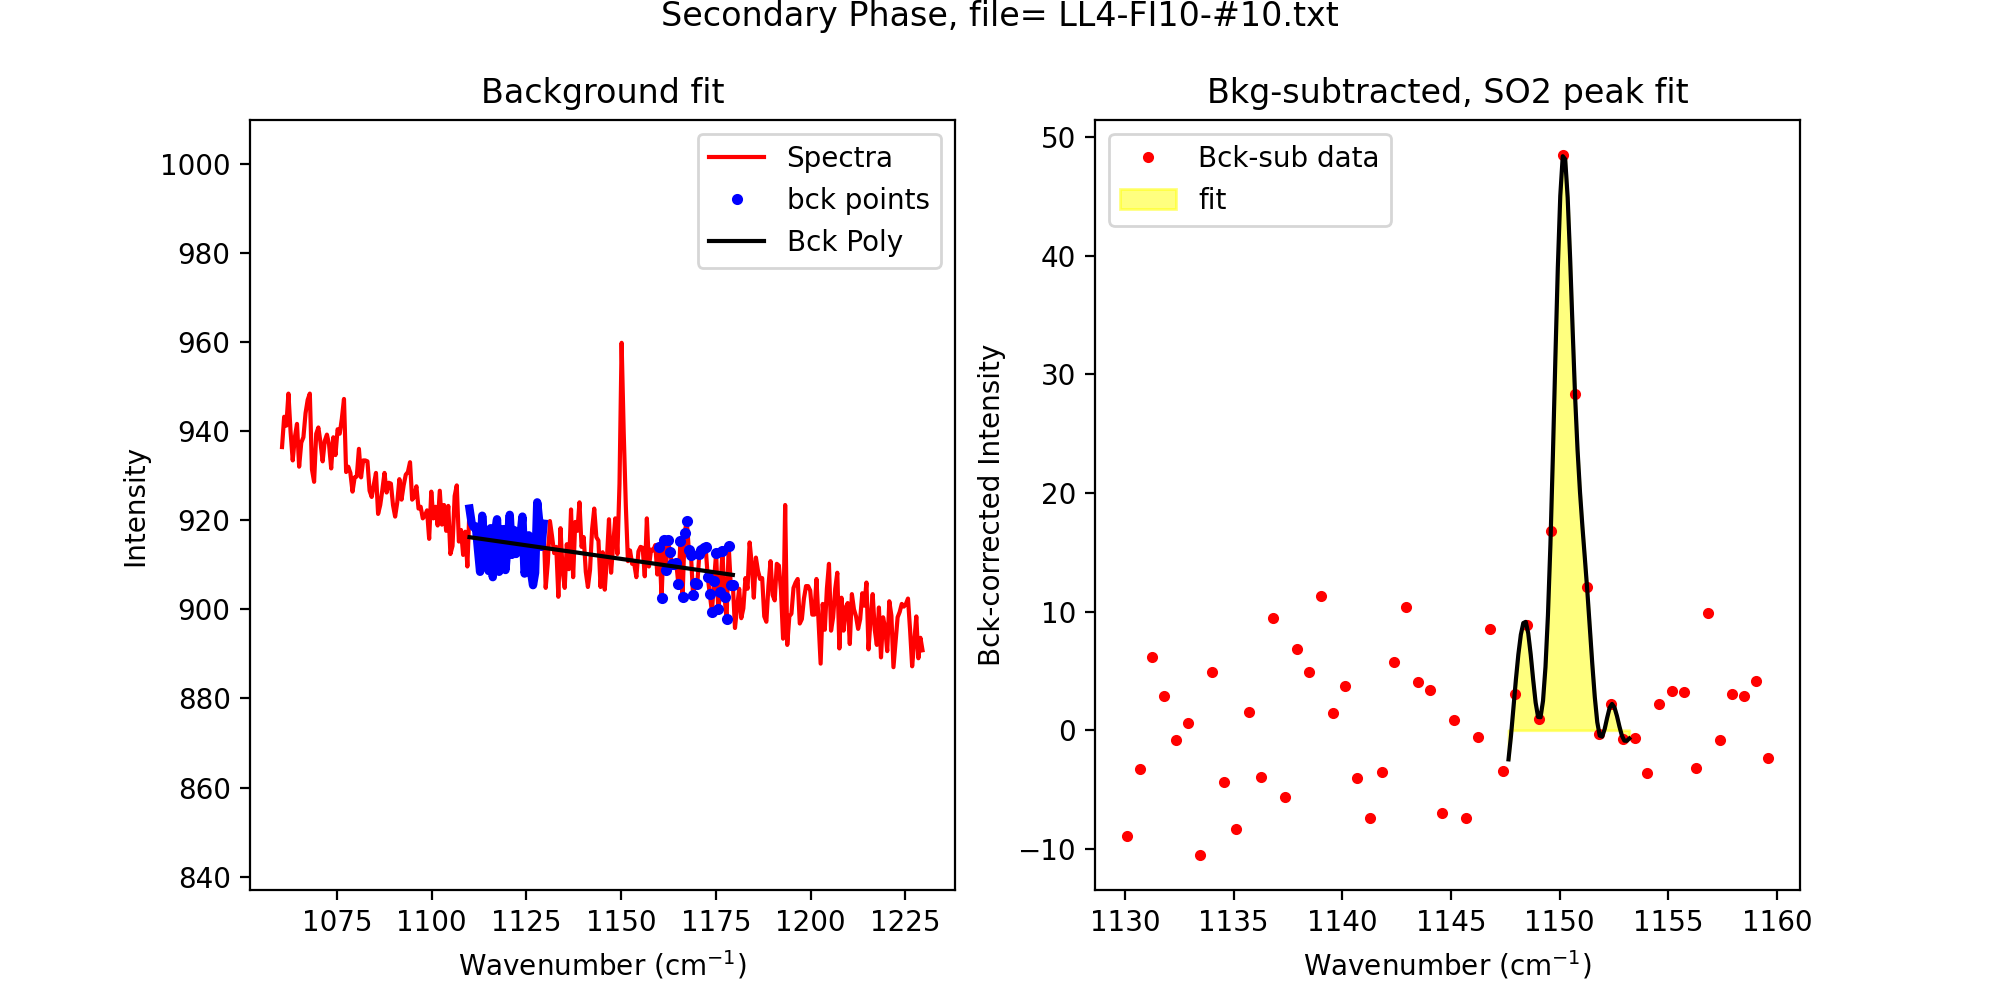 Secondary Phase, file= LL4-FI10-#10.txt
Background fit
Bkg-subtracted, SO2 peak fit
Spectra
bck points
Bck Poly
Intensity
1000
980
960
940
920
900
880
860
840
1075 1100 1125 1150 1175 1200 1225
Wavenumber (cm⁻¹)
Bck-sub data
fit
Bck-corrected Intensity
50
40
30
20
10
0
−10
1130 1135 1140 1145 1150 1155 1160
Wavenumber (cm⁻¹)